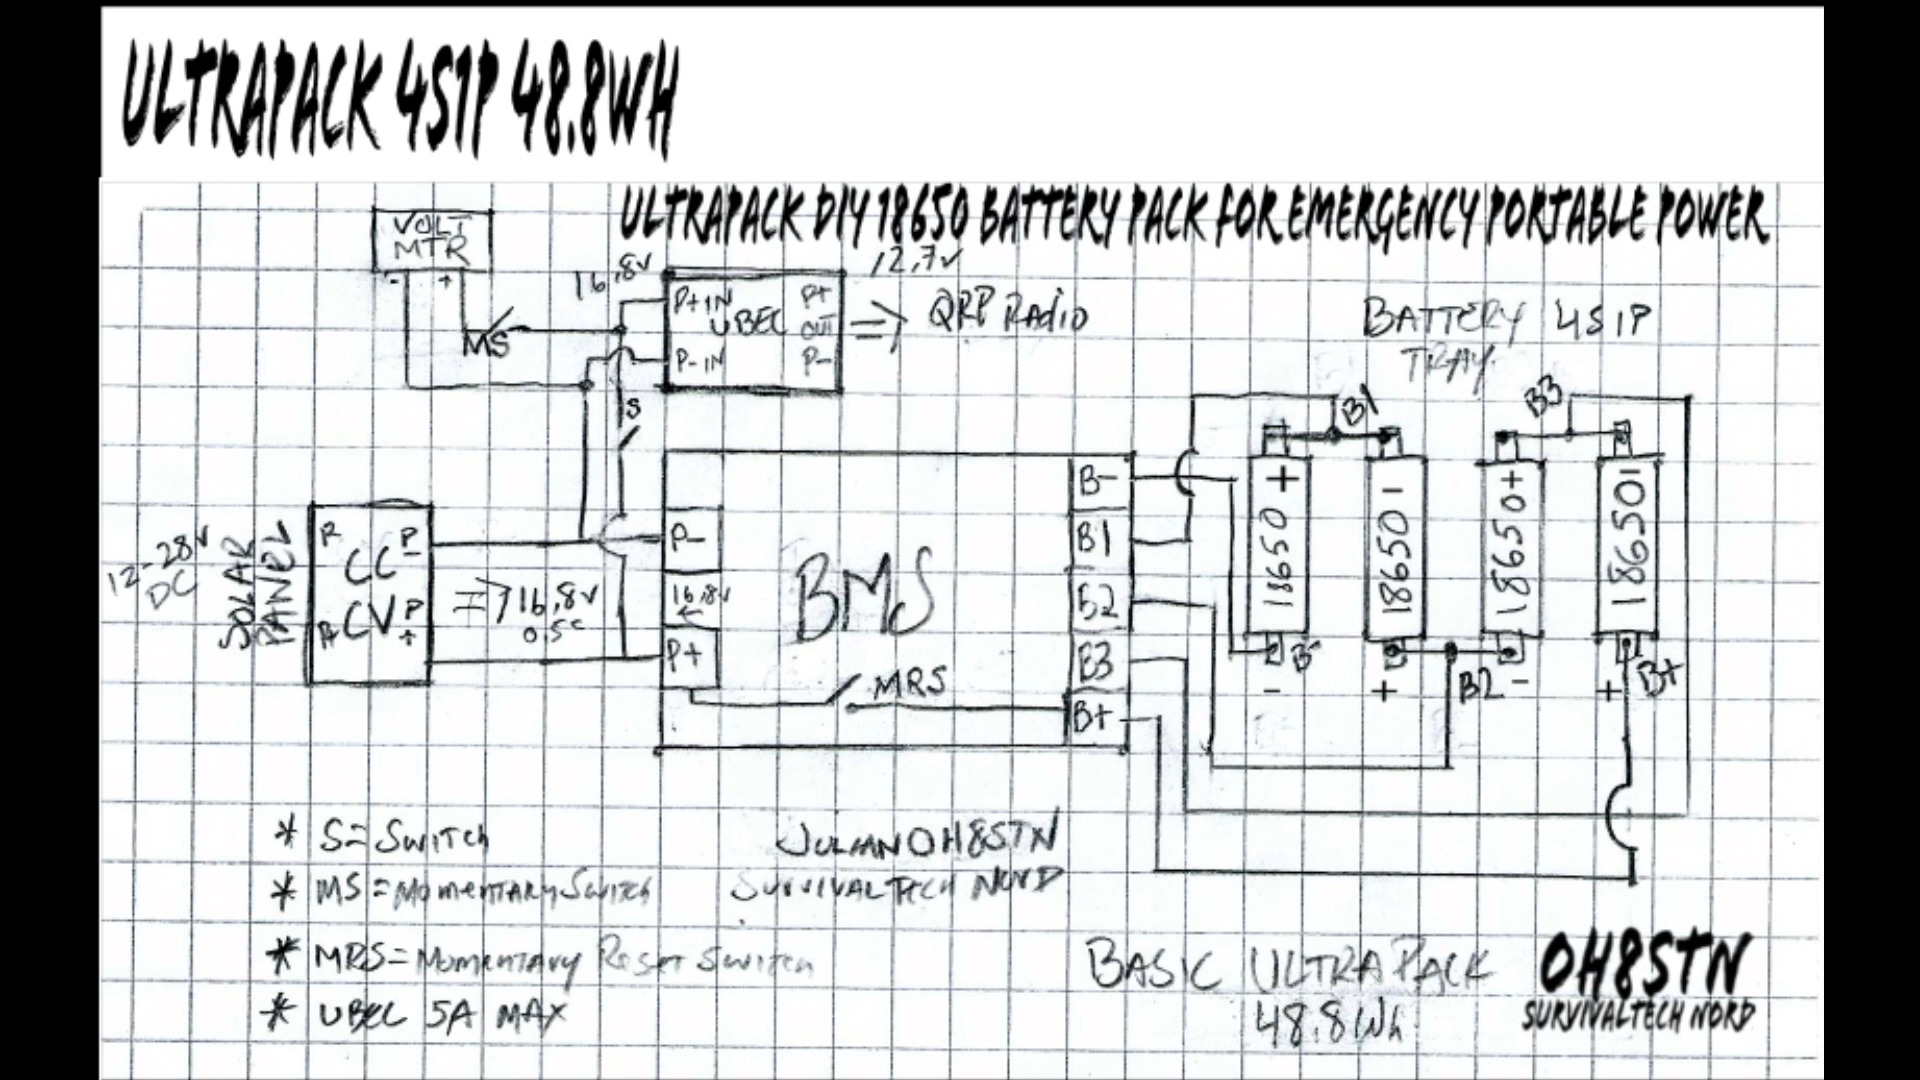 ULTRAPACK 4S1P 48.8WH
ULTRAPACK DIY 18650 BATTERY PACK FOR EMERGENCY PORTABLE POWER
VOLT
MTR
- +
MS
16,8V
12,7V
P+ IN
UBEC
P- IN
P+
OUT
P-
=> QRP RADIO
S
BATTERY 4S1P
TRAY
B1
B3
18650 +
18650 -
18650 +
18650 -
B-
-
+
B2 -
+
B+
12-28V
DC
SOLAR
PANEL
CC
CV
P
-
P
+
=> 16,8V
0,5C
P-
16,8V
P+
BMS
MRS
B-
B1
B2
B3
B+
* S=SWITCH
* MS=MOMENTARY SWITCH
* MRS=MOMENTARY RESET SWITCH
* UBEC 5A MAX
JULIAN OH8STN
SURVIVALTECH NORD
BASIC ULTRAPACK
48.8Wh
OH8STN
SURVIVALTECH NORD